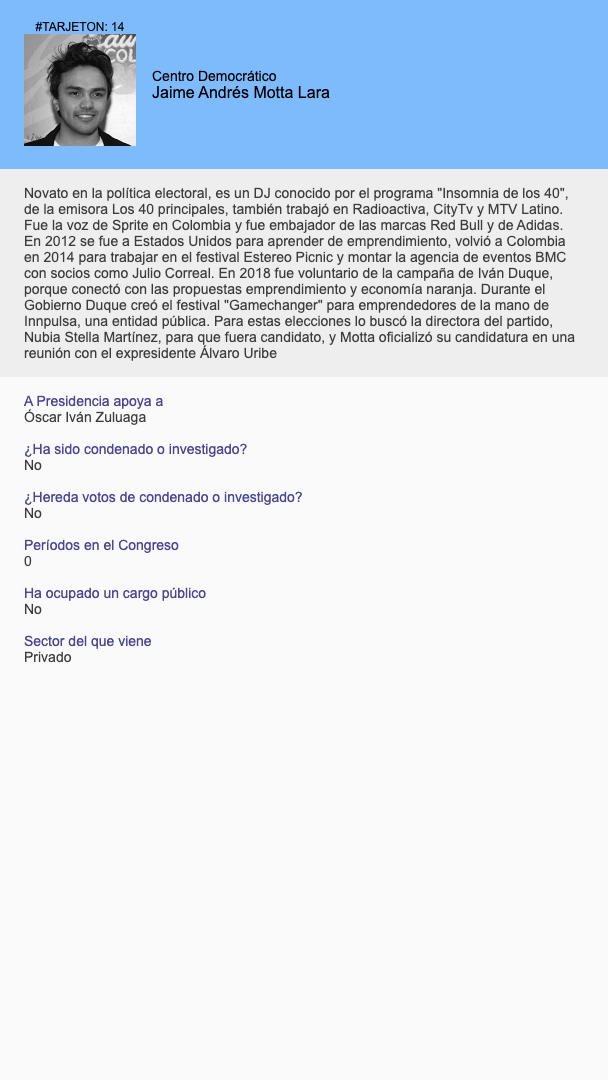 #TARJETON: 14
Centro Democrático
Jaime Andrés Motta Lara
Novato en la política electoral, es un DJ conocido por el programa "Insomnia de los 40",
de la emisora Los 40 principales, también trabajó en Radioactiva, CityTv y MTV Latino.
Fue la voz de Sprite en Colombia y fue embajador de las marcas Red Bull y de Adidas.
En 2012 se fue a Estados Unidos para aprender de emprendimiento, volvió a Colombia
en 2014 para trabajar en el festival Estereo Picnic y montar la agencia de eventos BMC
con socios como Julio Correal. En 2018 fue voluntario de la campaña de Iván Duque,
porque conectó con las propuestas emprendimiento y economía naranja. Durante el
Gobierno Duque creó el festival "Gamechanger" para emprendedores de la mano de
Innpulsa, una entidad pública. Para estas elecciones lo buscó la directora del partido,
Nubia Stella Martínez, para que fuera candidato, y Motta oficializó su candidatura en una
reunión con el expresidente Álvaro Uribe
A Presidencia apoya a
Óscar Iván Zuluaga
¿Ha sido condenado o investigado?
No
¿Hereda votos de condenado o investigado?
No
Períodos en el Congreso
0
Ha ocupado un cargo público
No
Sector del que viene
Privado